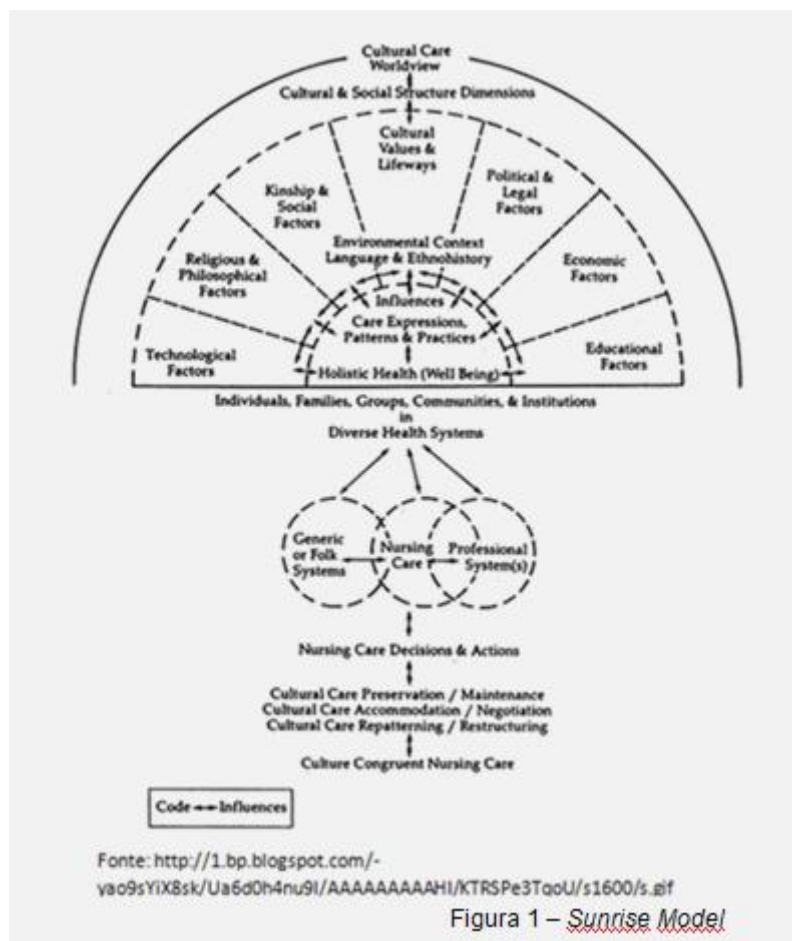 Cultural Care
Worldview
Cultural & Social Structure Dimensions
Cultural
Values &
Lifeways
Kinship &
Social
Factors
Political &
Legal
Factors
Religious &
Philosophical
Factors
Environmental Context
Language & Ethnohistory
Economic
Factors
Influences
Care Expressions,
Patterns & Practices
Technological
Factors
Educational
Factors
Holistic Health (Well Being)
Individuals, Families, Groups, Communities, & Institutions
in
Diverse Health Systems
Generic
or Folk
Systems
Nursing
Care
Professional
System(s)
Nursing Care Decisions & Actions
Cultural Care Preservation / Maintenance
Cultural Care Accommodation / Negotiation
Cultural Care Repatterning / Restructuring
Culture Congruent Nursing Care
Code ↔ Influences
Fonte: http://1.bp.blogspot.com/-
yao9sYiX8sk/Ua6d0h4nu9I/AAAAAAAAAHI/KTRSPe3TqoU/s1600/s.gif
Figura 1 – Sunrise Model